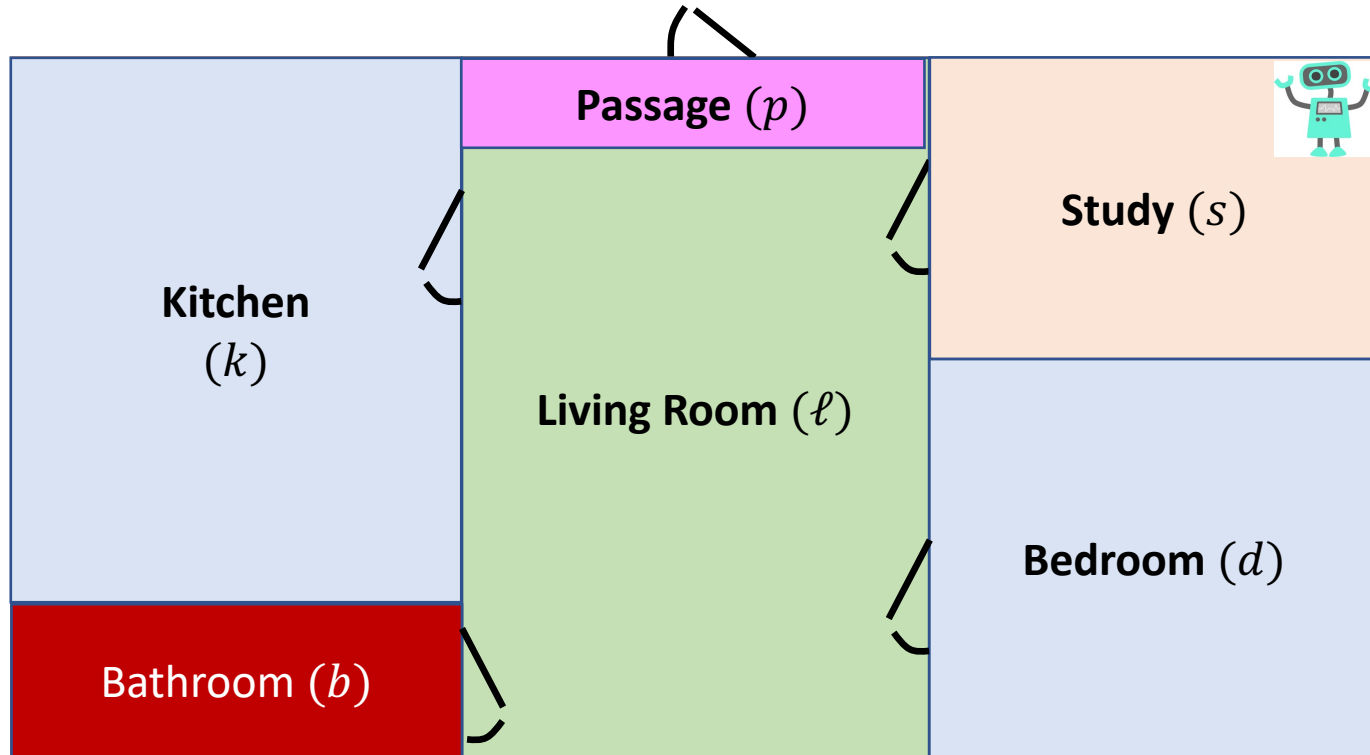 Passage (𝑝)
Study (𝑠)
Kitchen
(𝑘)
Living Room (ℓ)
Bedroom (𝑑)
Bathroom (𝑏)